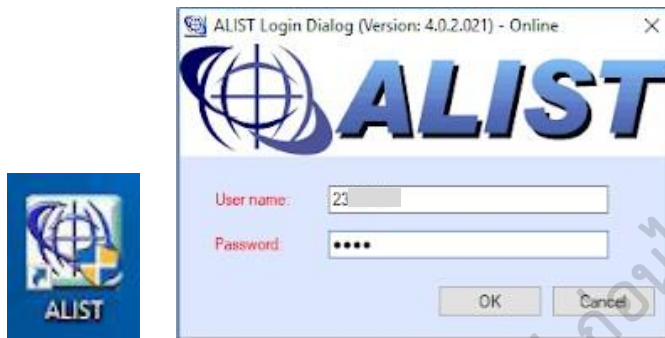 ALIST Login Dialog (Version: 4.0.2.021) - Online
ALIST
User name: 23
Password: ••••
OK Cancel
ALIST